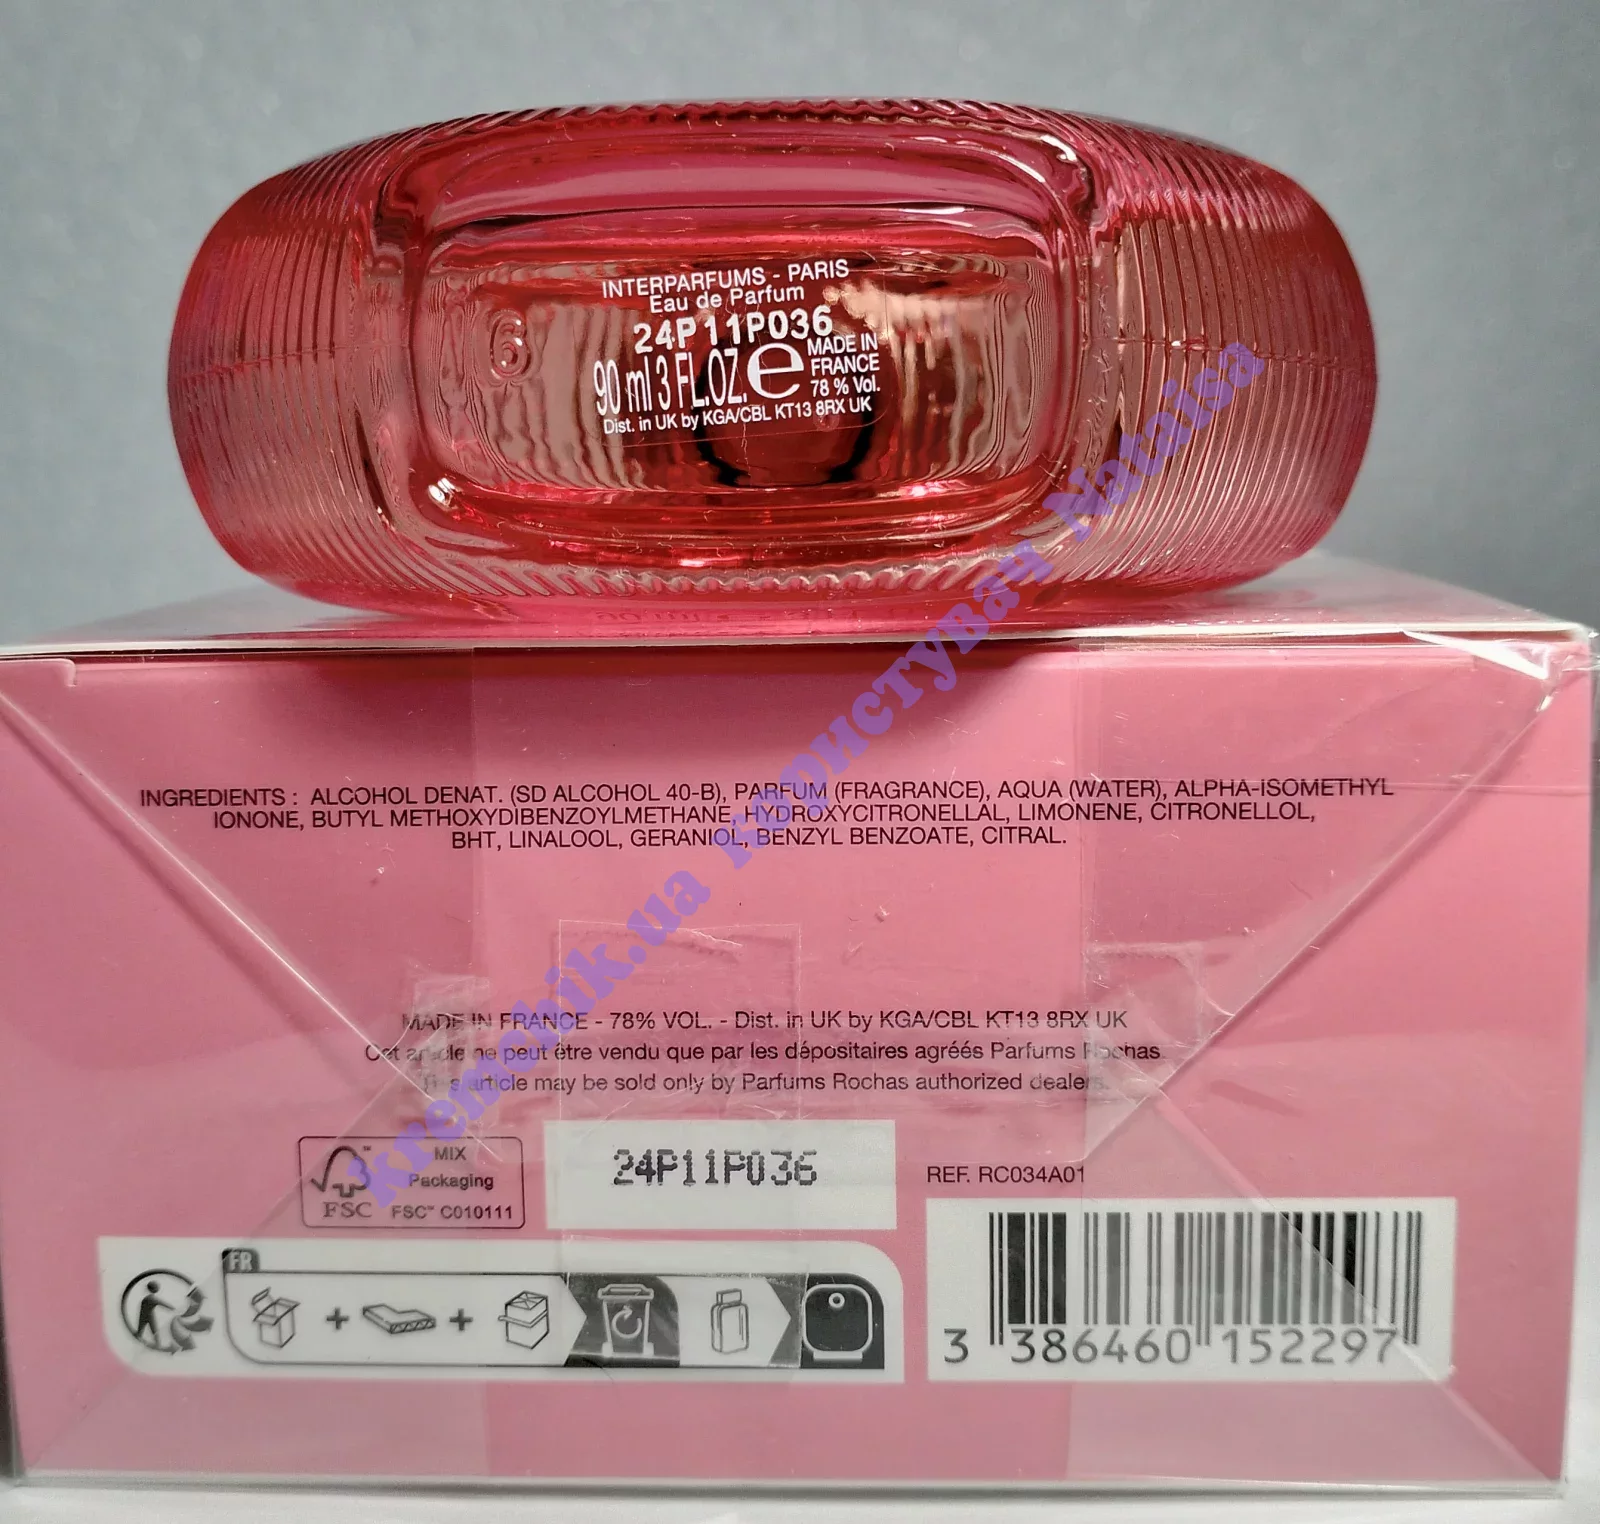 INTERPARFUMS - PARIS
Eau de Parfum
24P11P036
90 ml 3 FL.OZ. e
MADE IN
FRANCE
78 % Vol.
Dist. in UK by KGA/CBL KT13 8RX UK
6
INGREDIENTS : ALCOHOL DENAT. (SD ALCOHOL 40-B), PARFUM (FRAGRANCE), AQUA (WATER), ALPHA-ISOMETHYL
IONONE, BUTYL METHOXYDIBENZOYLMETHANE, HYDROXYCITRONELLAL, LIMONENE, CITRONELLOL,
BHT, LINALOOL, GERANIOL, BENZYL BENZOATE, CITRAL.
MADE IN FRANCE - 78% VOL. - Dist. in UK by KGA/CBL KT13 8RX UK
Cet article ne peut être vendu que par les dépositaires agréés Parfums Rochas.
This article may be sold only by Parfums Rochas authorized dealers.
MIX
Packaging
FSC™ C010111
FSC
24P11P036
REF. RC034A01
FR
3 386460 152297
kremchik.ua користувач Nataisa